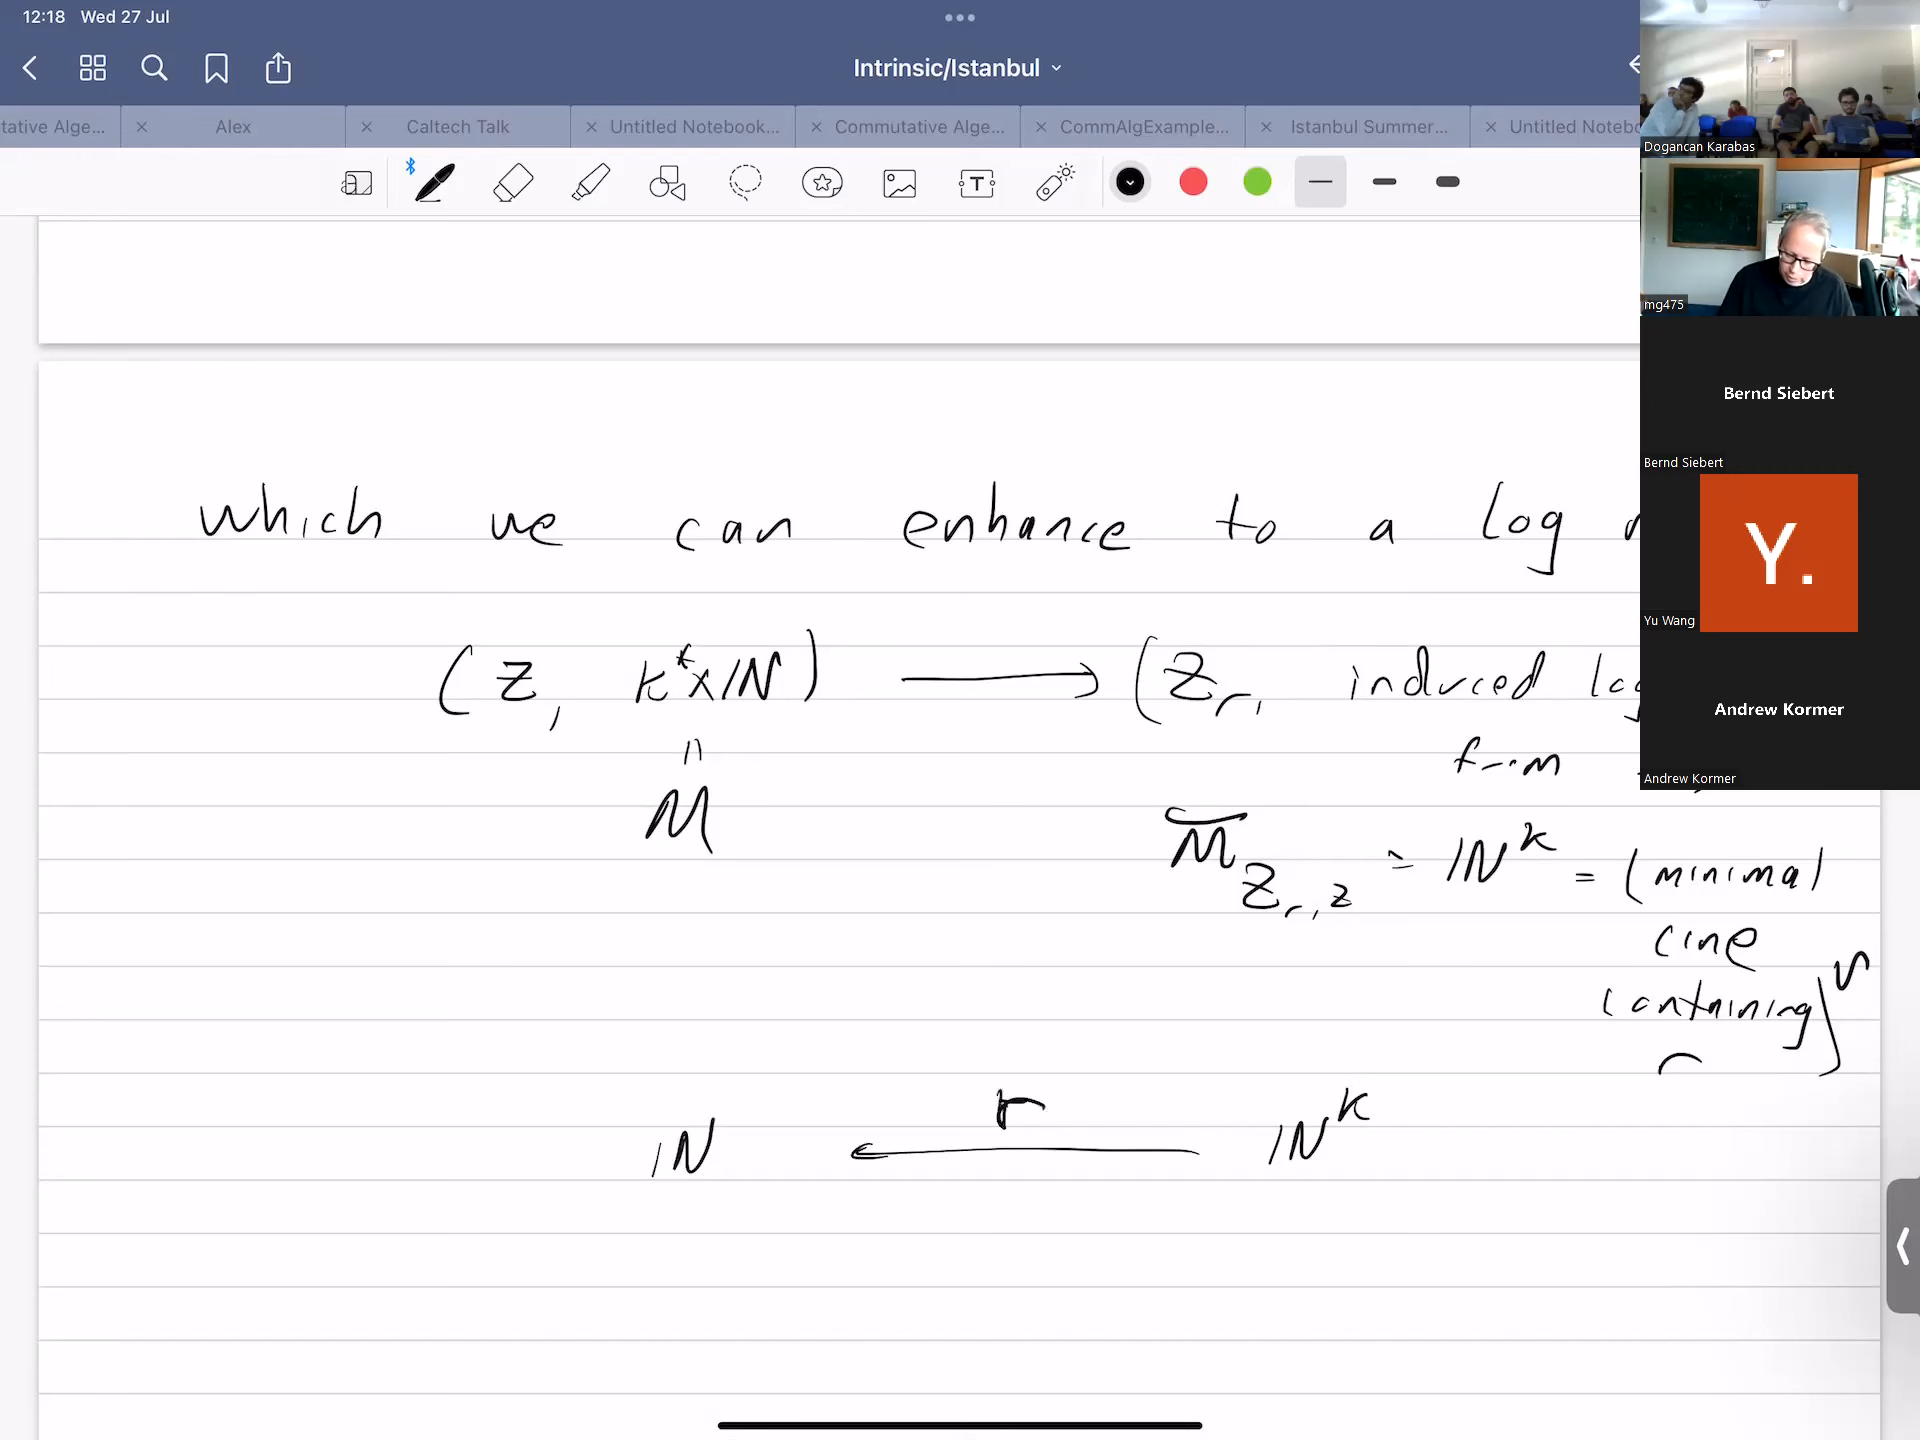 12:18 Wed 27 Jul
Intrinsic/Istanbul
tative Alge... Alex Caltech Talk Untitled Notebook... Commutative Alge... CommAlgExample... Istanbul Summer... Untitled Notebo
Dogancan Karabas
mg475
Bernd Siebert
Bernd Siebert
Y.
Yu Wang
Andrew Kormer
Andrew Kormer
which we can enhance to a log
(z, k* × ℕ) ⟶ (Z_r, induced log
from
=
M
M̄_{Z_r, z} = ℕ^k = (minimal
cone
containing
r)^∨
ℕ ⟵ r ℕ^k